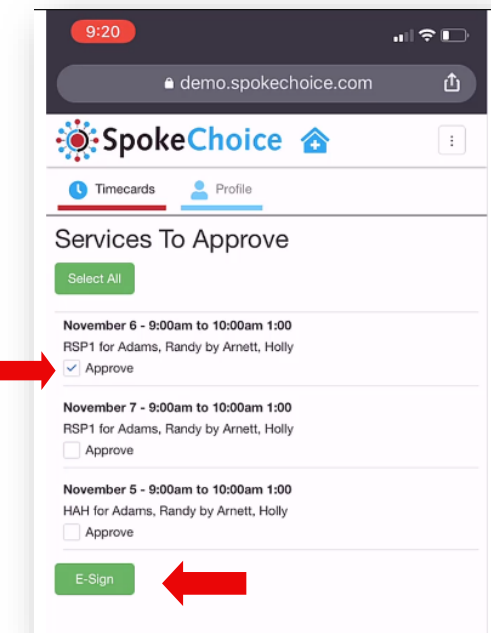 9:20
demo.spokechoice.com
SpokeChoice
Timecards Profile
Services To Approve
Select All
November 6 - 9:00am to 10:00am 1:00
RSP1 for Adams, Randy by Arnett, Holly
Approve
November 7 - 9:00am to 10:00am 1:00
RSP1 for Adams, Randy by Arnett, Holly
Approve
November 5 - 9:00am to 10:00am 1:00
HAH for Adams, Randy by Arnett, Holly
Approve
E-Sign